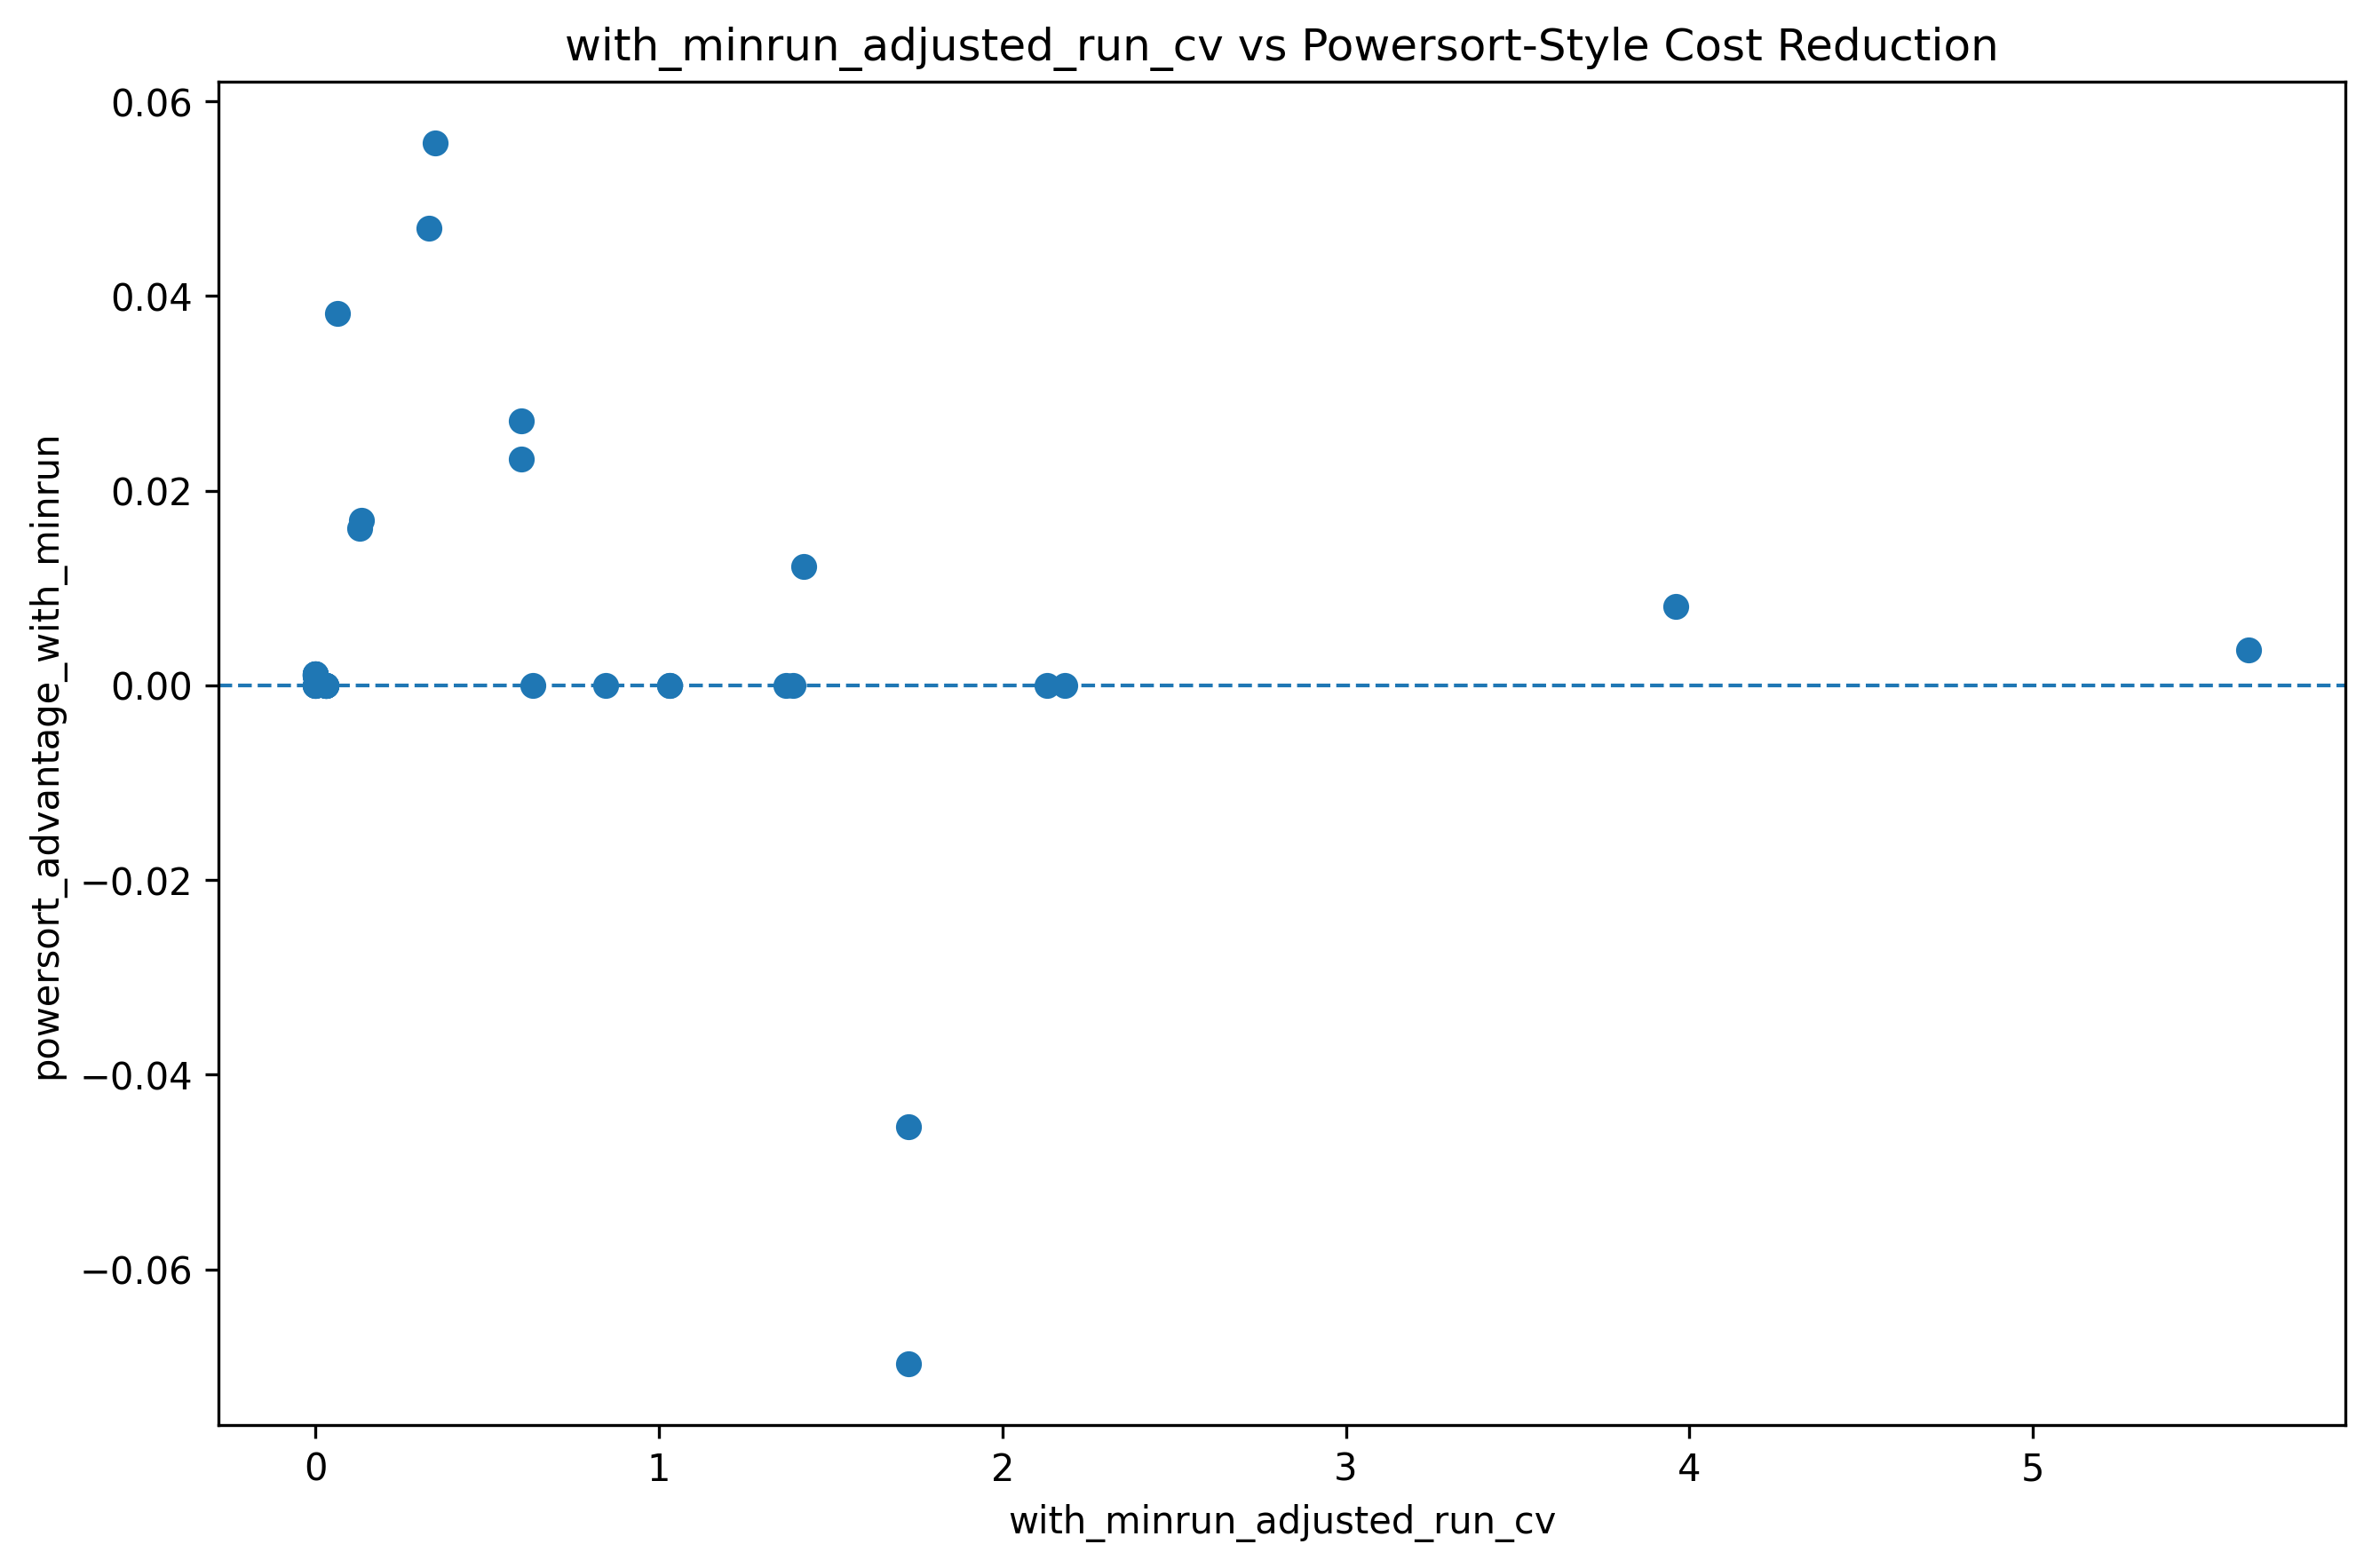 with_minrun_adjusted_run_cv vs Powersort-Style Cost Reduction
powersort_advantage_with_minrun
0.06
0.04
0.02
0.00
−0.02
−0.04
−0.06
0 1 2 3 4 5
with_minrun_adjusted_run_cv